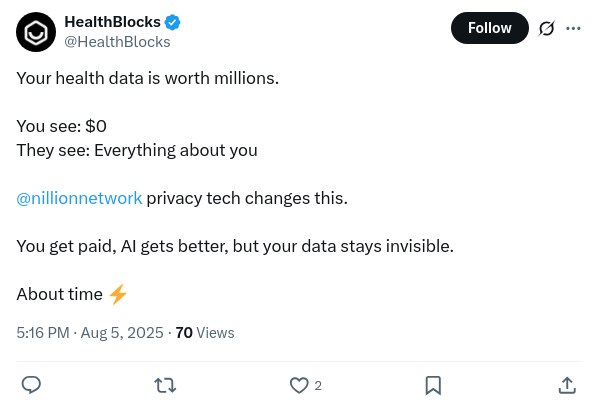 HealthBlocks
@HealthBlocks
Follow
Your health data is worth millions.
You see: $0
They see: Everything about you
@nillionnetwork privacy tech changes this.
You get paid, AI gets better, but your data stays invisible.
About time ⚡
5:16 PM · Aug 5, 2025 · 70 Views
2